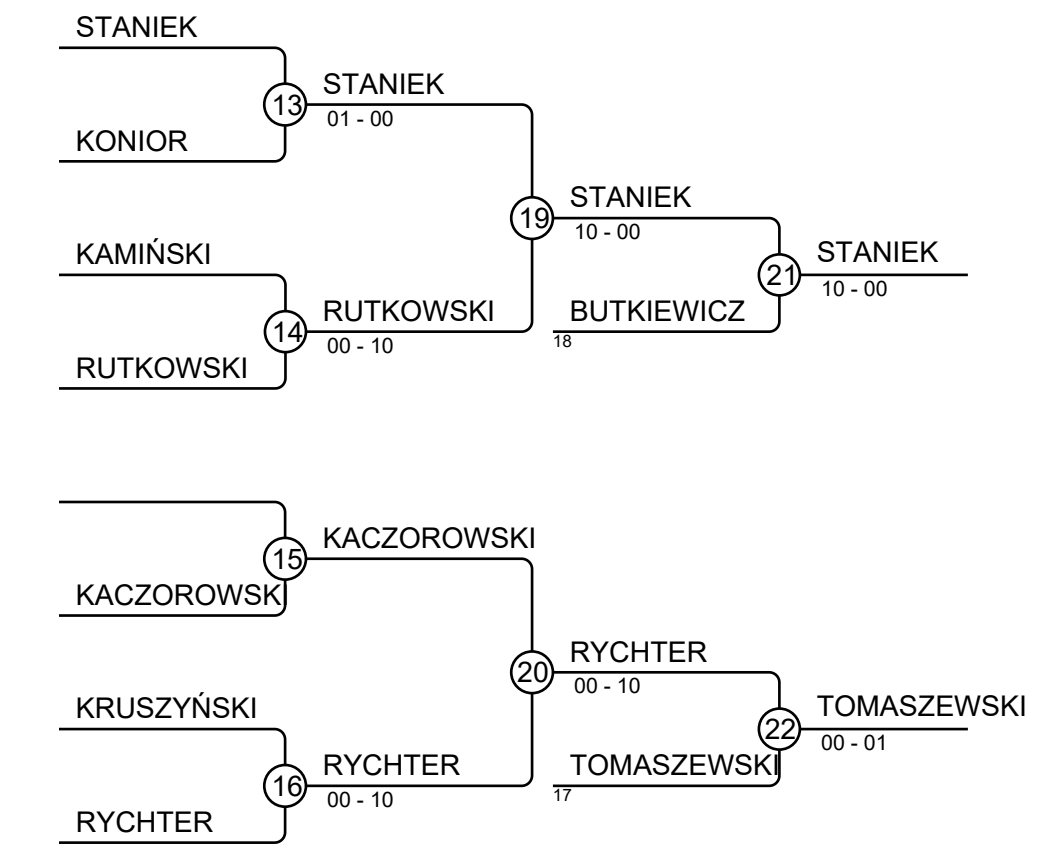 STANIEK
13
STANIEK
01 - 00
KONIOR
19
STANIEK
10 - 00
KAMIŃSKI
14
RUTKOWSKI
00 - 10
RUTKOWSKI
BUTKIEWICZ
18
21
STANIEK
10 - 00
15
KACZOROWSKI
KACZOROWSK
20
RYCHTER
00 - 10
KRUSZYŃSKI
16
RYCHTER
00 - 10
RYCHTER
TOMASZEWSKI
17
22
TOMASZEWSKI
00 - 01